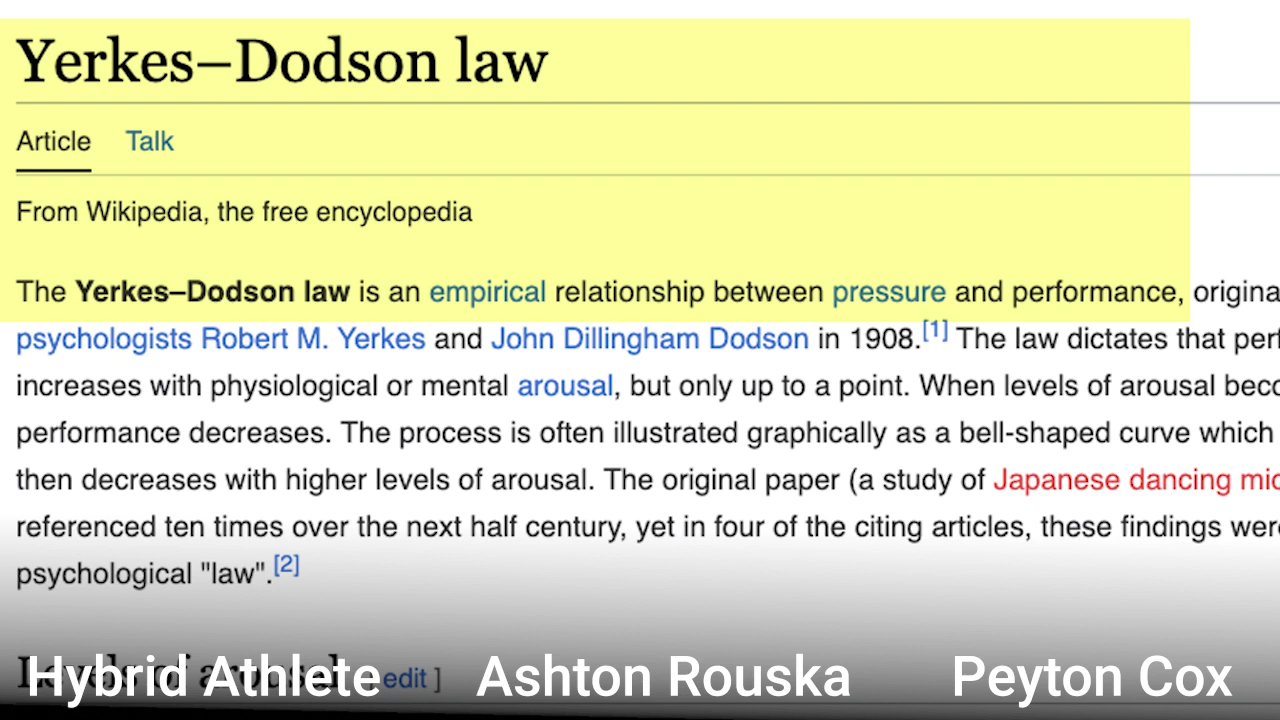 Yerkes–Dodson law
Article Talk
From Wikipedia, the free encyclopedia
The Yerkes–Dodson law is an empirical relationship between pressure and performance,
psychologists Robert M. Yerkes and John Dillingham Dodson in 1908.[1] The law dictates that
increases with physiological or mental arousal, but only up to a point. When levels of arousal
performance decreases. The process is often illustrated graphically as a bell-shaped curve which
then decreases with higher levels of arousal. The original paper (a study of Japanese dancing
referenced ten times over the next half century, yet in four of the citing articles, these findings
psychological "law".[2]
Levels of arousal [edit]
Hybrid Athlete Ashton Rouska Peyton Cox